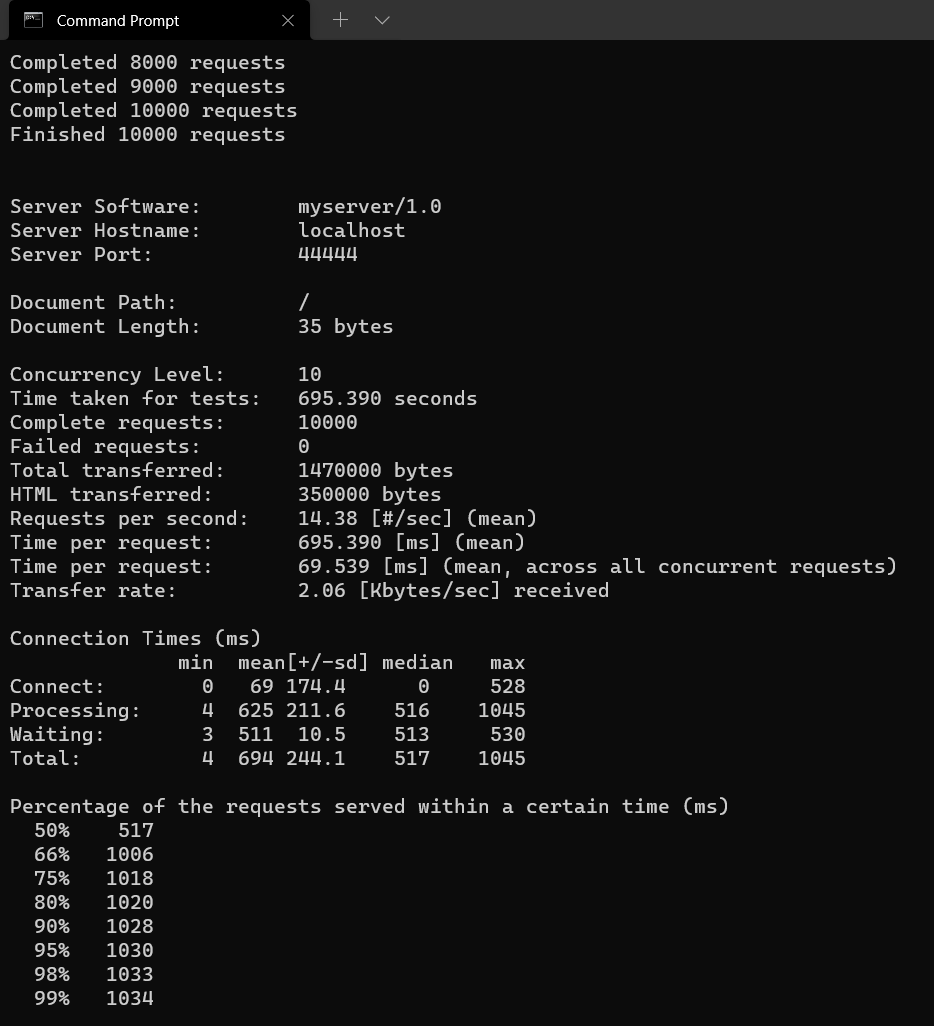 Command Prompt
Completed 8000 requests
Completed 9000 requests
Completed 10000 requests
Finished 10000 requests
Server Software: myserver/1.0
Server Hostname: localhost
Server Port: 44444
Document Path: /
Document Length: 35 bytes
Concurrency Level: 10
Time taken for tests: 695.390 seconds
Complete requests: 10000
Failed requests: 0
Total transferred: 1470000 bytes
HTML transferred: 350000 bytes
Requests per second: 14.38 [#/sec] (mean)
Time per request: 695.390 [ms] (mean)
Time per request: 69.539 [ms] (mean, across all concurrent requests)
Transfer rate: 2.06 [Kbytes/sec] received
Connection Times (ms)
min mean[+/-sd] median max
Connect: 0 69 174.4 0 528
Processing: 4 625 211.6 516 1045
Waiting: 3 511 10.5 513 530
Total: 4 694 244.1 517 1045
Percentage of the requests served within a certain time (ms)
50% 517
66% 1006
75% 1018
80% 1020
90% 1028
95% 1030
98% 1033
99% 1034